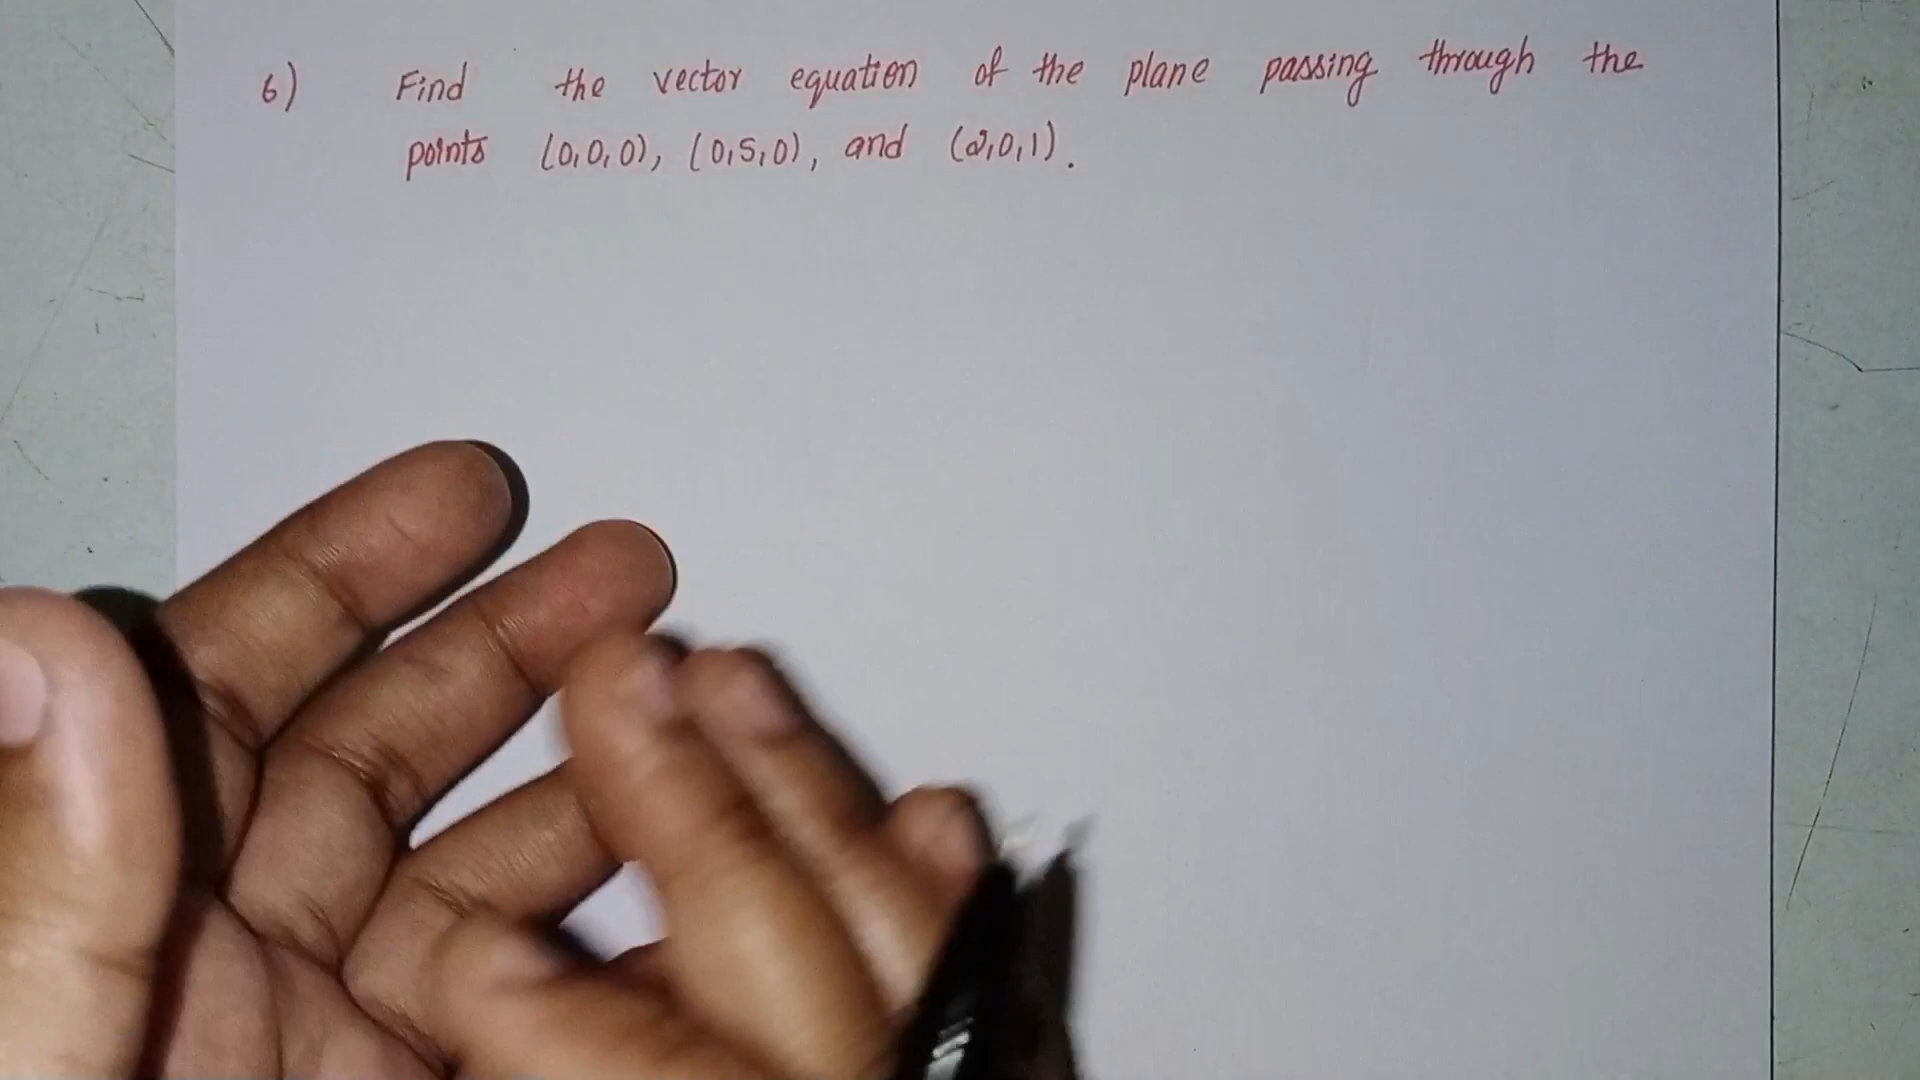 6) Find the vector equation of the plane passing through the
points (0,0,0), (0,5,0), and (2,0,1).